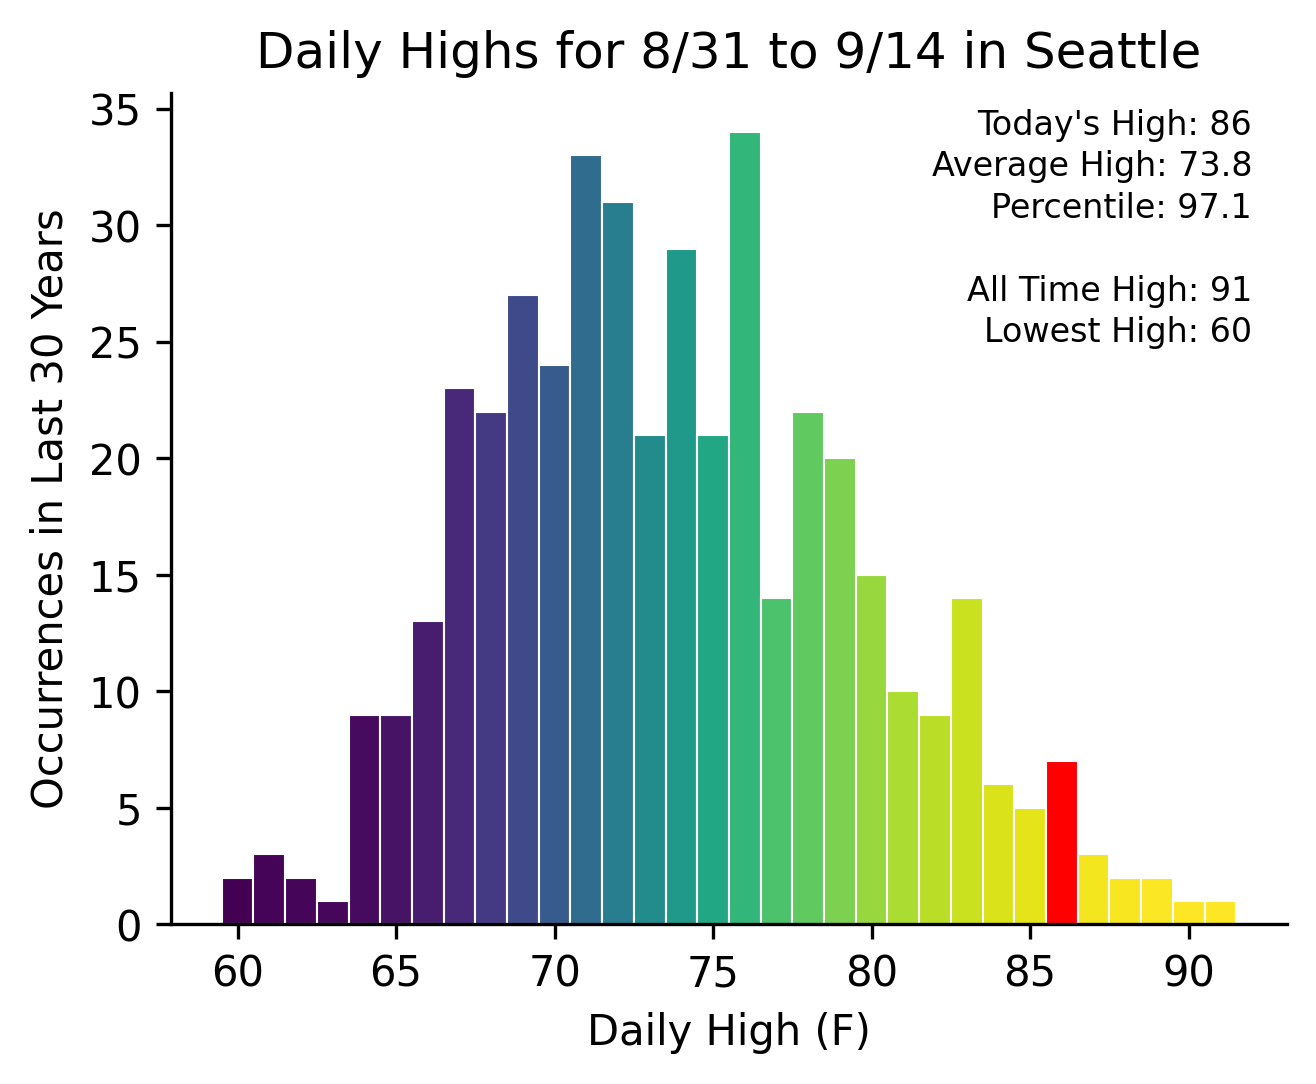 Daily Highs for 8/31 to 9/14 in Seattle
Today's High: 86
Average High: 73.8
Percentile: 97.1
All Time High: 91
Lowest High: 60
Occurrences in Last 30 Years
35
30
25
20
15
10
5
0
60 65 70 75 80 85 90
Daily High (F)